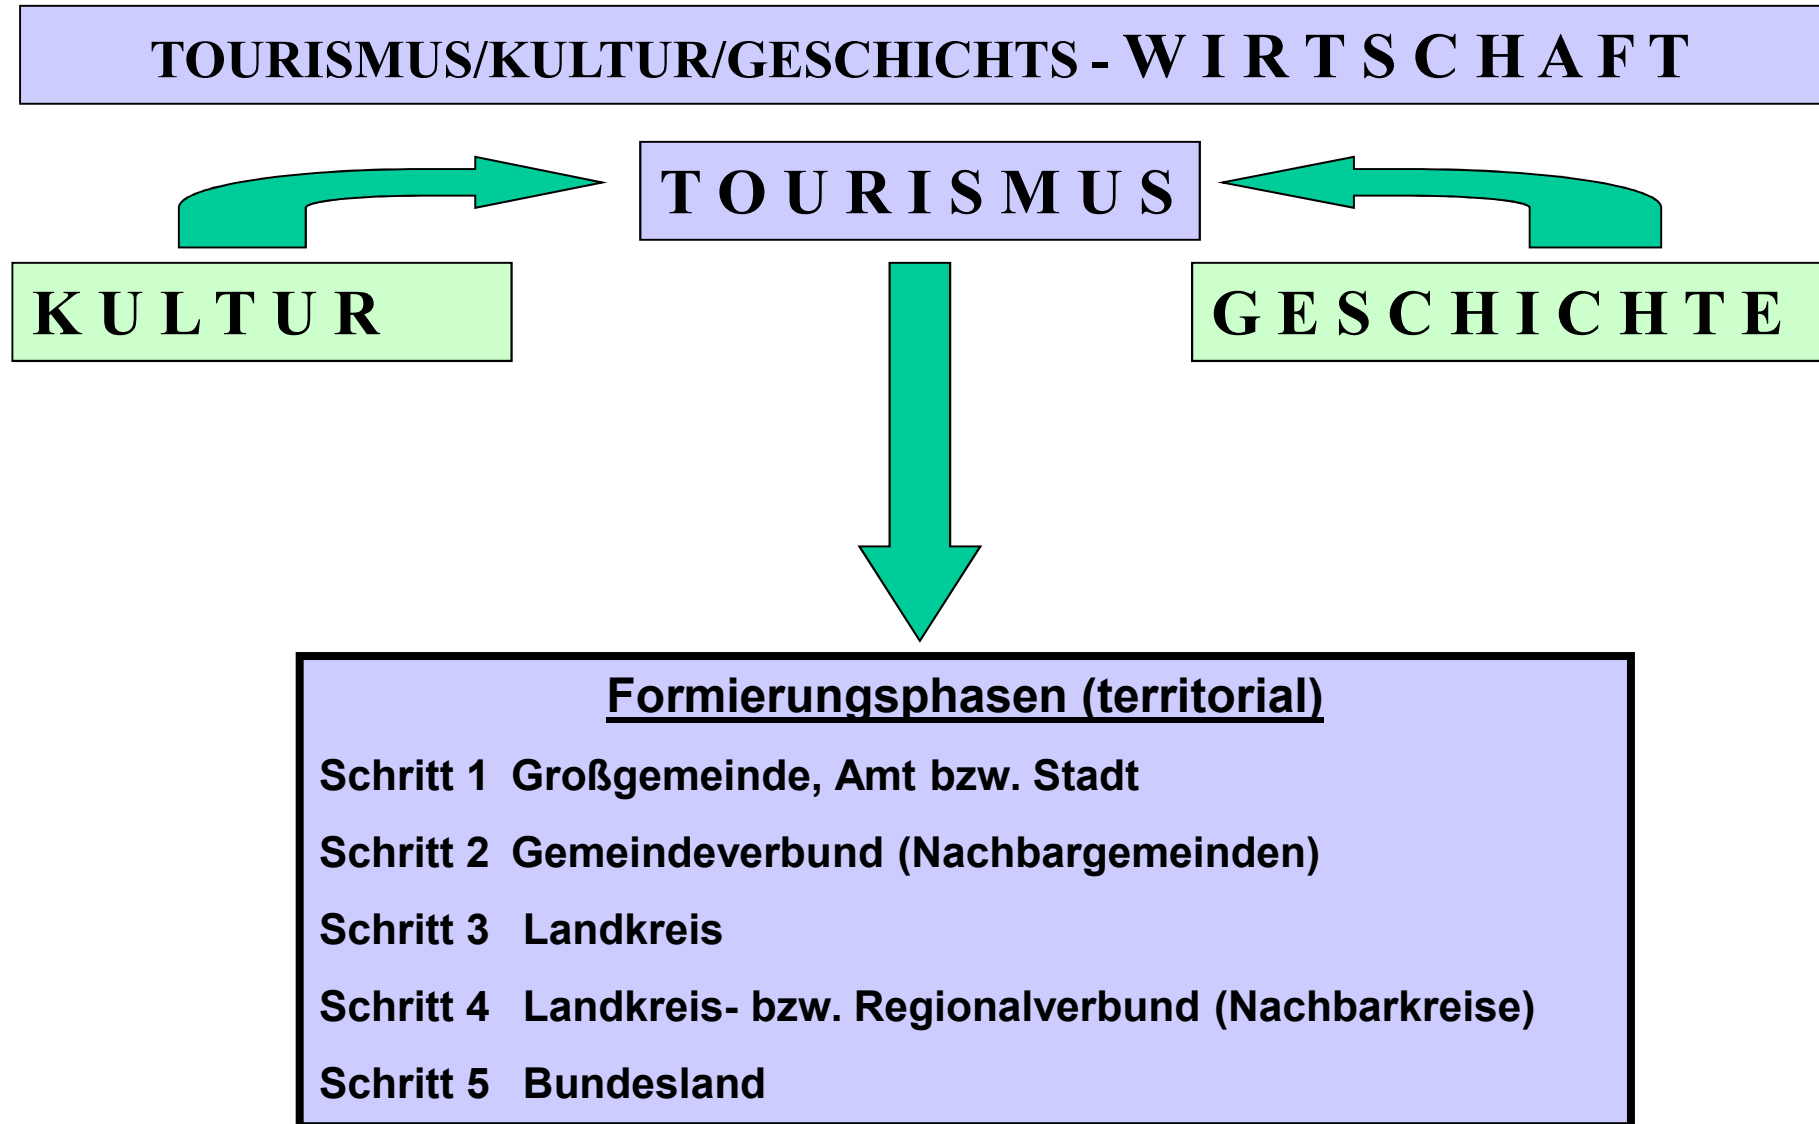 TOURISMUS/KULTUR/GESCHICHTS - W I R T S C H A F T
T O U R I S M U S
K U L T U R
G E S C H I C H T E
Formierungsphasen (territorial)
Schritt 1 Großgemeinde, Amt bzw. Stadt
Schritt 2 Gemeindeverbund (Nachbargemeinden)
Schritt 3 Landkreis
Schritt 4 Landkreis- bzw. Regionalverbund (Nachbarkreise)
Schritt 5 Bundesland